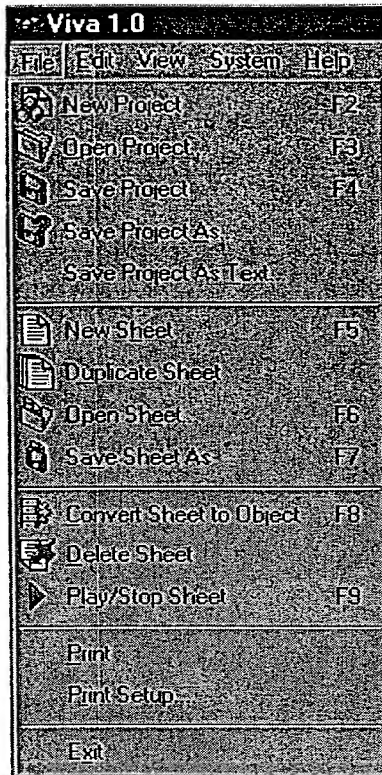 Viva 1.0
File Edit View System Help
New Project F2
Open Project F3
Save Project F4
Save Project As
Save Project As Text
New Sheet F5
Duplicate Sheet
Open Sheet... F6
Save Sheet As F7
Convert Sheet to Object F8
Delete Sheet
Play/Stop Sheet F9
Print
Print Setup...
Exit